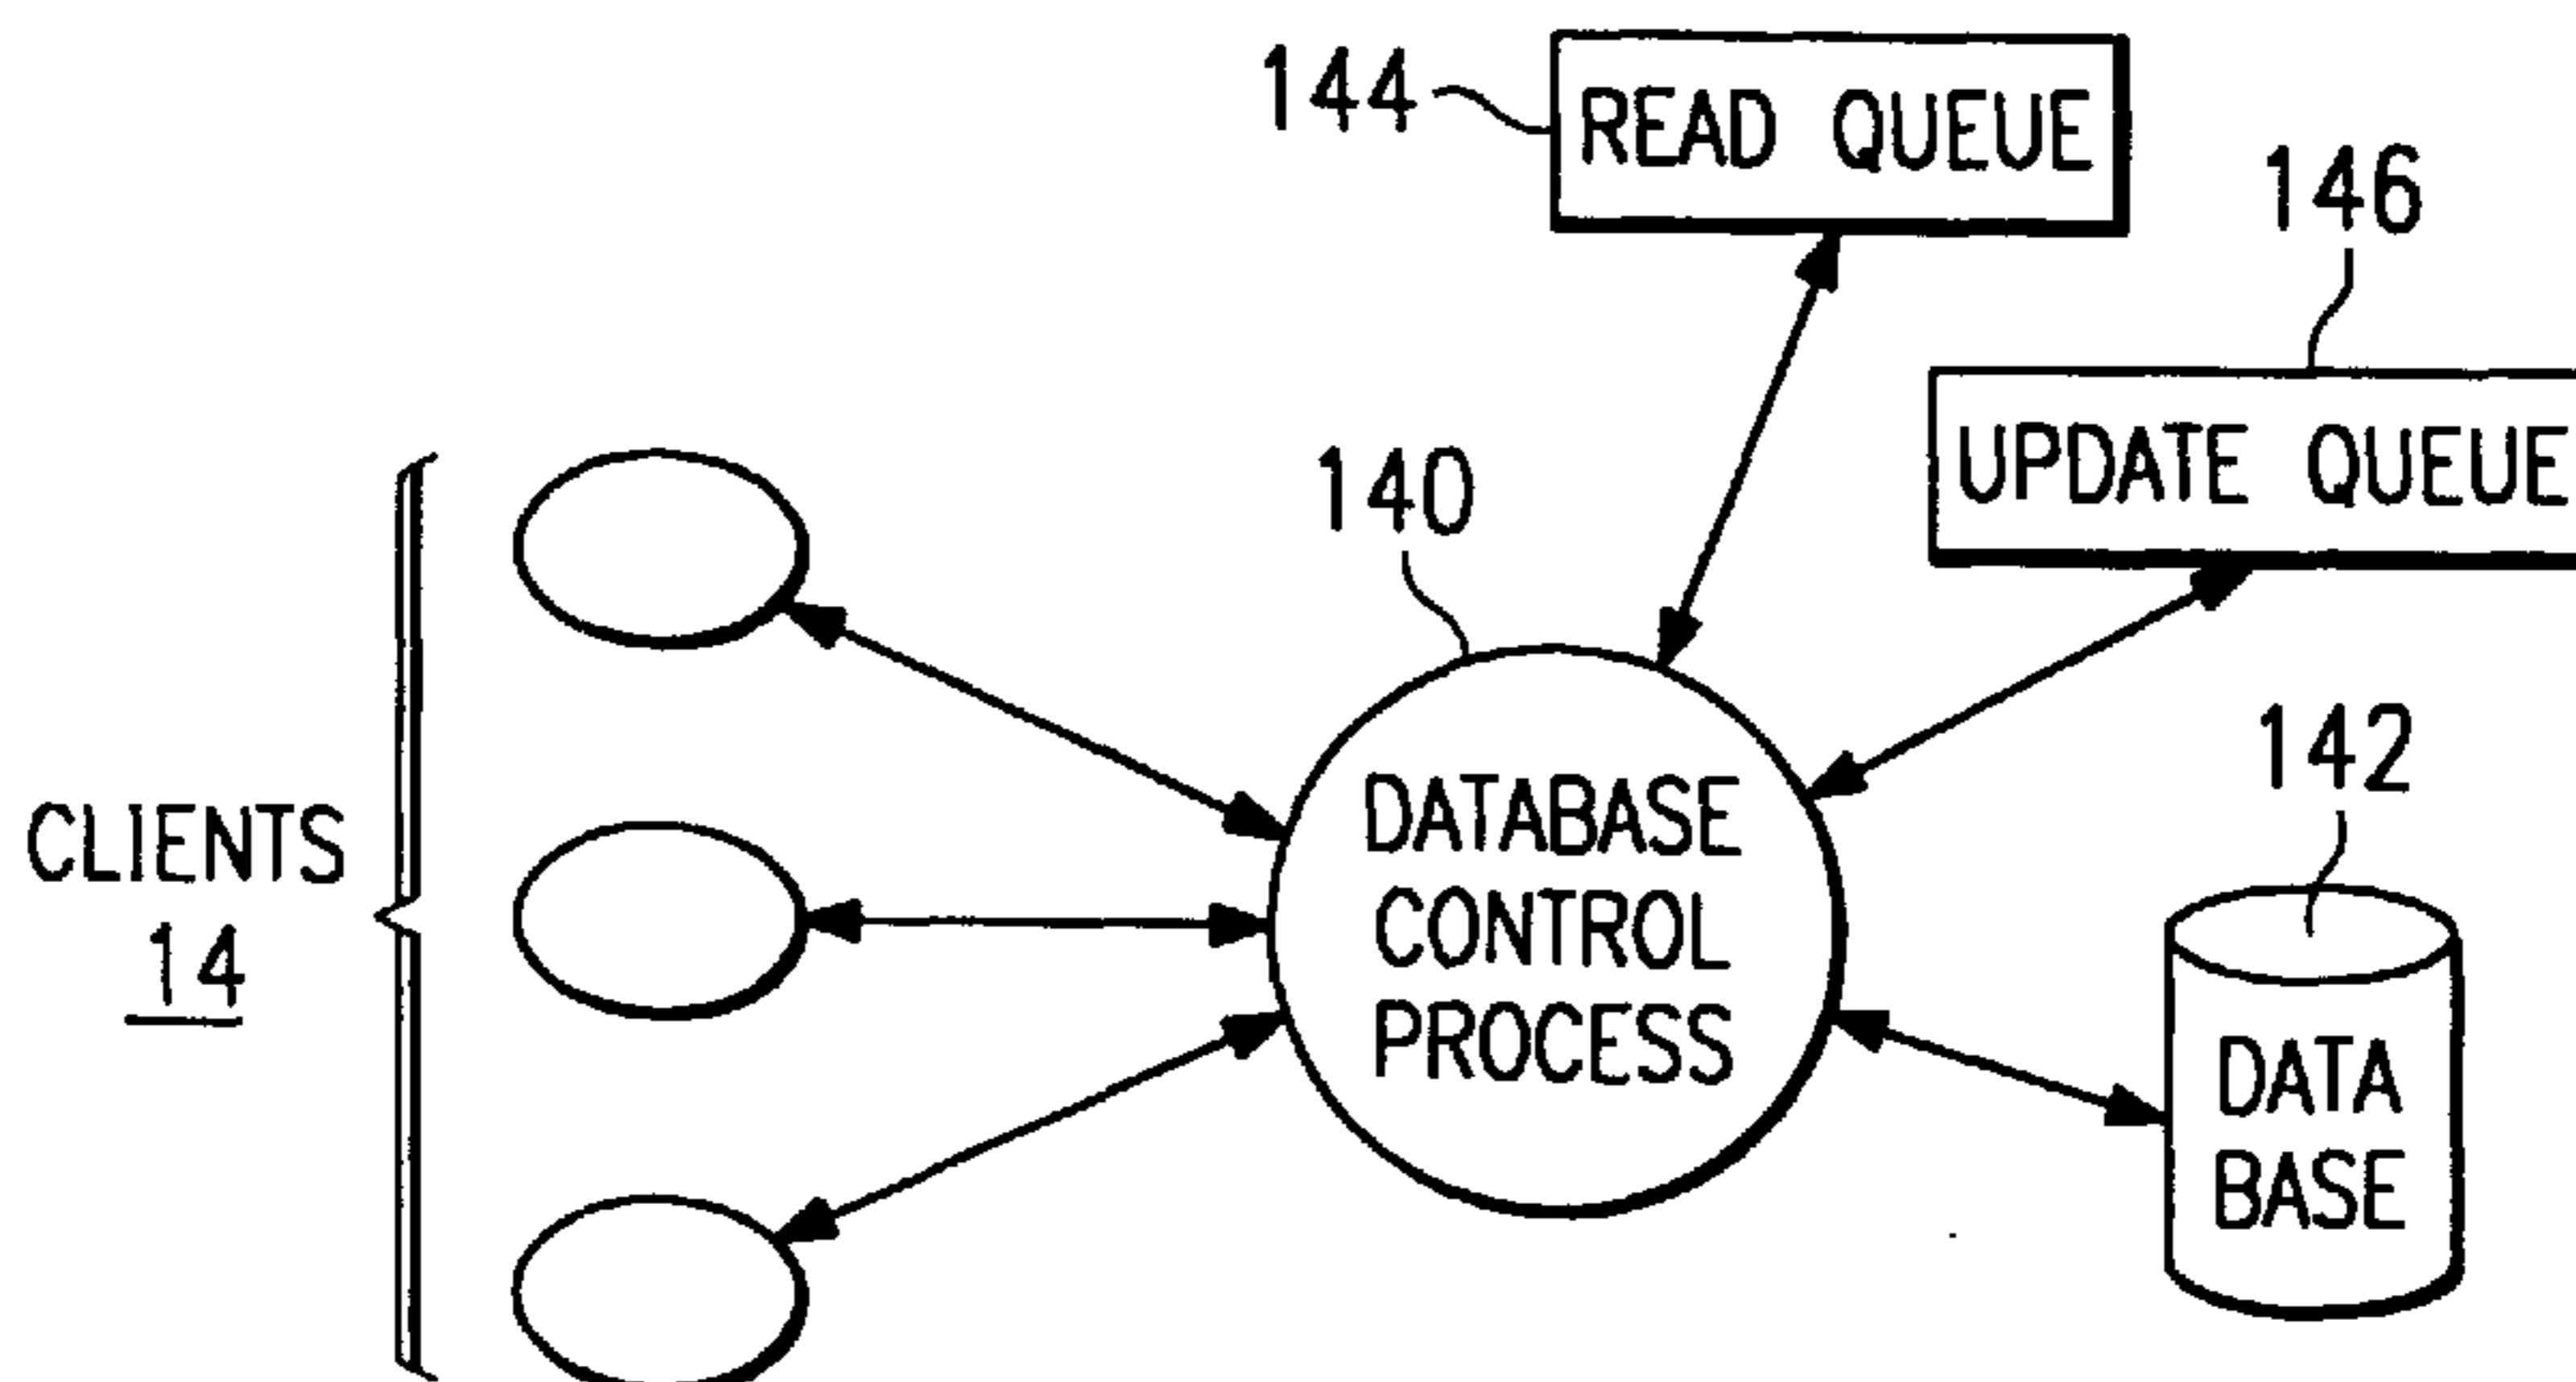 144
READ QUEUE
146
UPDATE QUEUE
140
142
CLIENTS
14
DATABASE
CONTROL
PROCESS
DATA
BASE